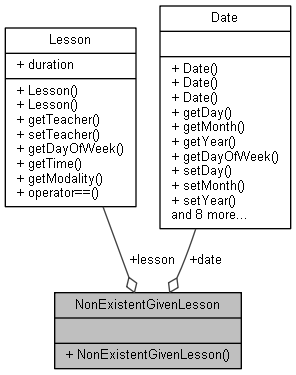 Lesson
+ duration
+ Lesson()
+ Lesson()
+ getTeacher()
+ setTeacher()
+ getDayOfWeek()
+ getTime()
+ getModality()
+ operator==()
Date
+ Date()
+ Date()
+ Date()
+ getDay()
+ getMonth()
+ getYear()
+ getDayOfWeek()
+ setDay()
+ setMonth()
+ setYear()
and 8 more...
+lesson
+date
NonExistentGivenLesson
+ NonExistentGivenLesson()